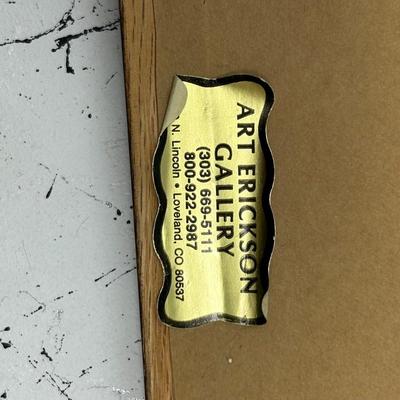 ART ERICKSON
GALLERY
(303) 669-5111
800-922-2987
N. Lincoln • Loveland, CO 80537